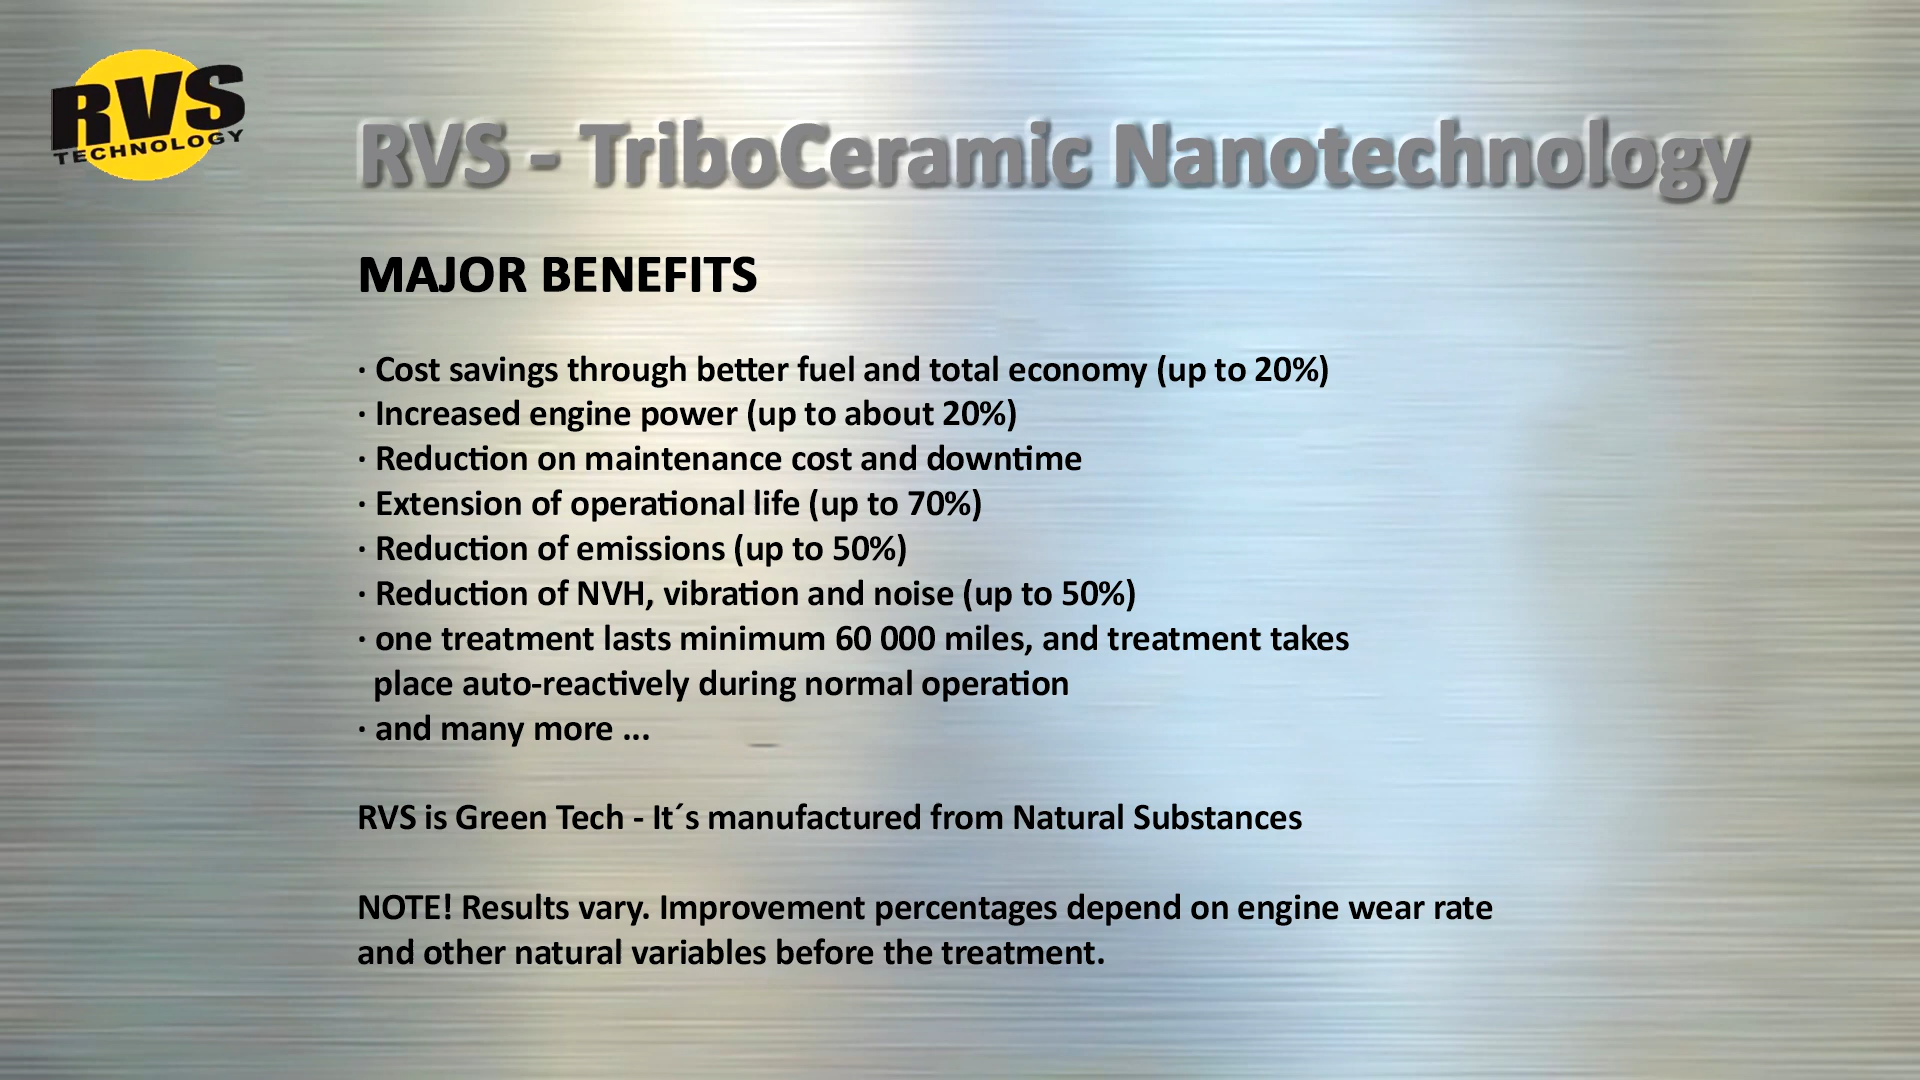 RVS
TECHNOLOGY
RVS - TriboCeramic Nanotechnology
MAJOR BENEFITS
· Cost savings through better fuel and total economy (up to 20%)
· Increased engine power (up to about 20%)
· Reduction on maintenance cost and downtime
· Extension of operational life (up to 70%)
· Reduction of emissions (up to 50%)
· Reduction of NVH, vibration and noise (up to 50%)
· one treatment lasts minimum 60 000 miles, and treatment takes
place auto-reactively during normal operation
· and many more ...
RVS is Green Tech - It´s manufactured from Natural Substances
NOTE! Results vary. Improvement percentages depend on engine wear rate
and other natural variables before the treatment.